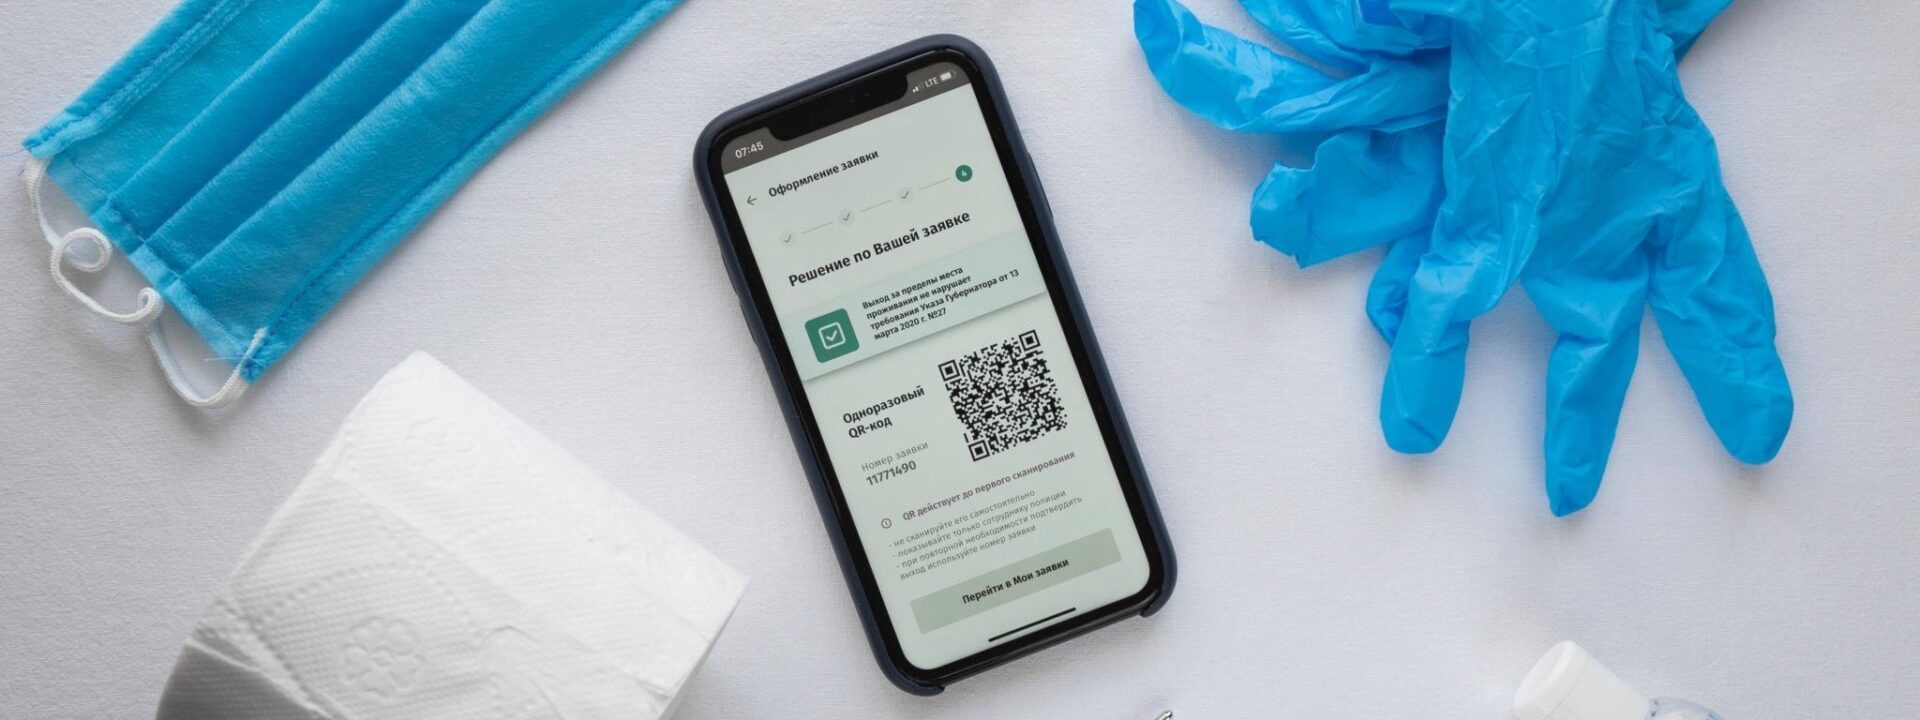 07:45
LTE
Оформление заявки
4
Решение по Вашей заявке
Выход за пределы места
проживания не нарушает
требования Указа Губернатора от 13
марта 2020 г. №27
Одноразовый
QR-код
Номер заявки
11771490
QR действует до первого сканирования
- не сканируйте его самостоятельно
- показывайте только сотруднику полиции
- при повторной необходимости подтвердить
выход используйте номер заявки
Перейти в Мои заявки